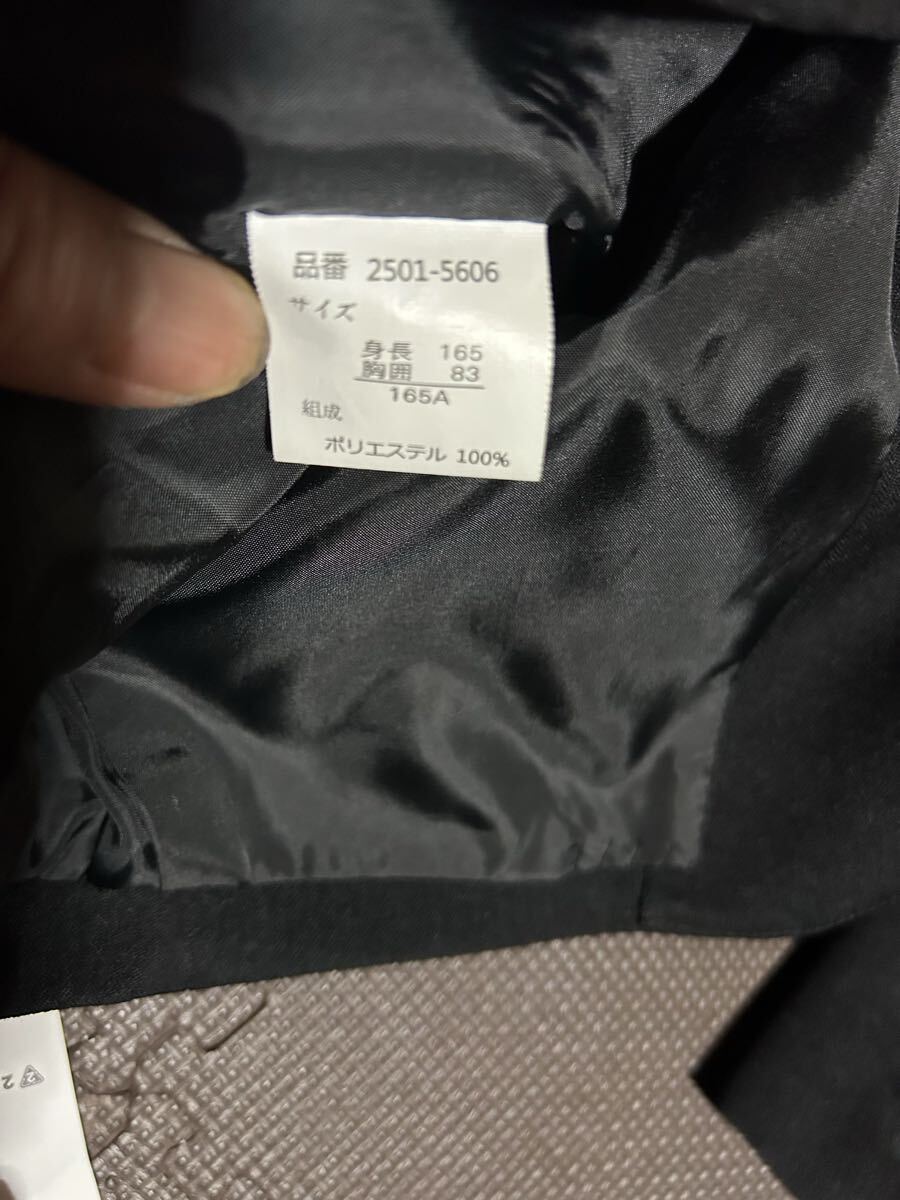 品番 2501-5606
サイズ
身長 165
胸囲 83
165A
組成
ポリエステル 100%
2